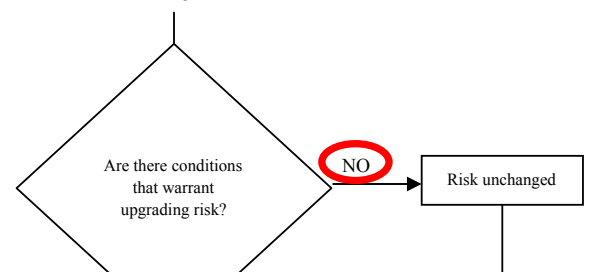 Are there conditions
that warrant
upgrading risk?
NO
Risk unchanged